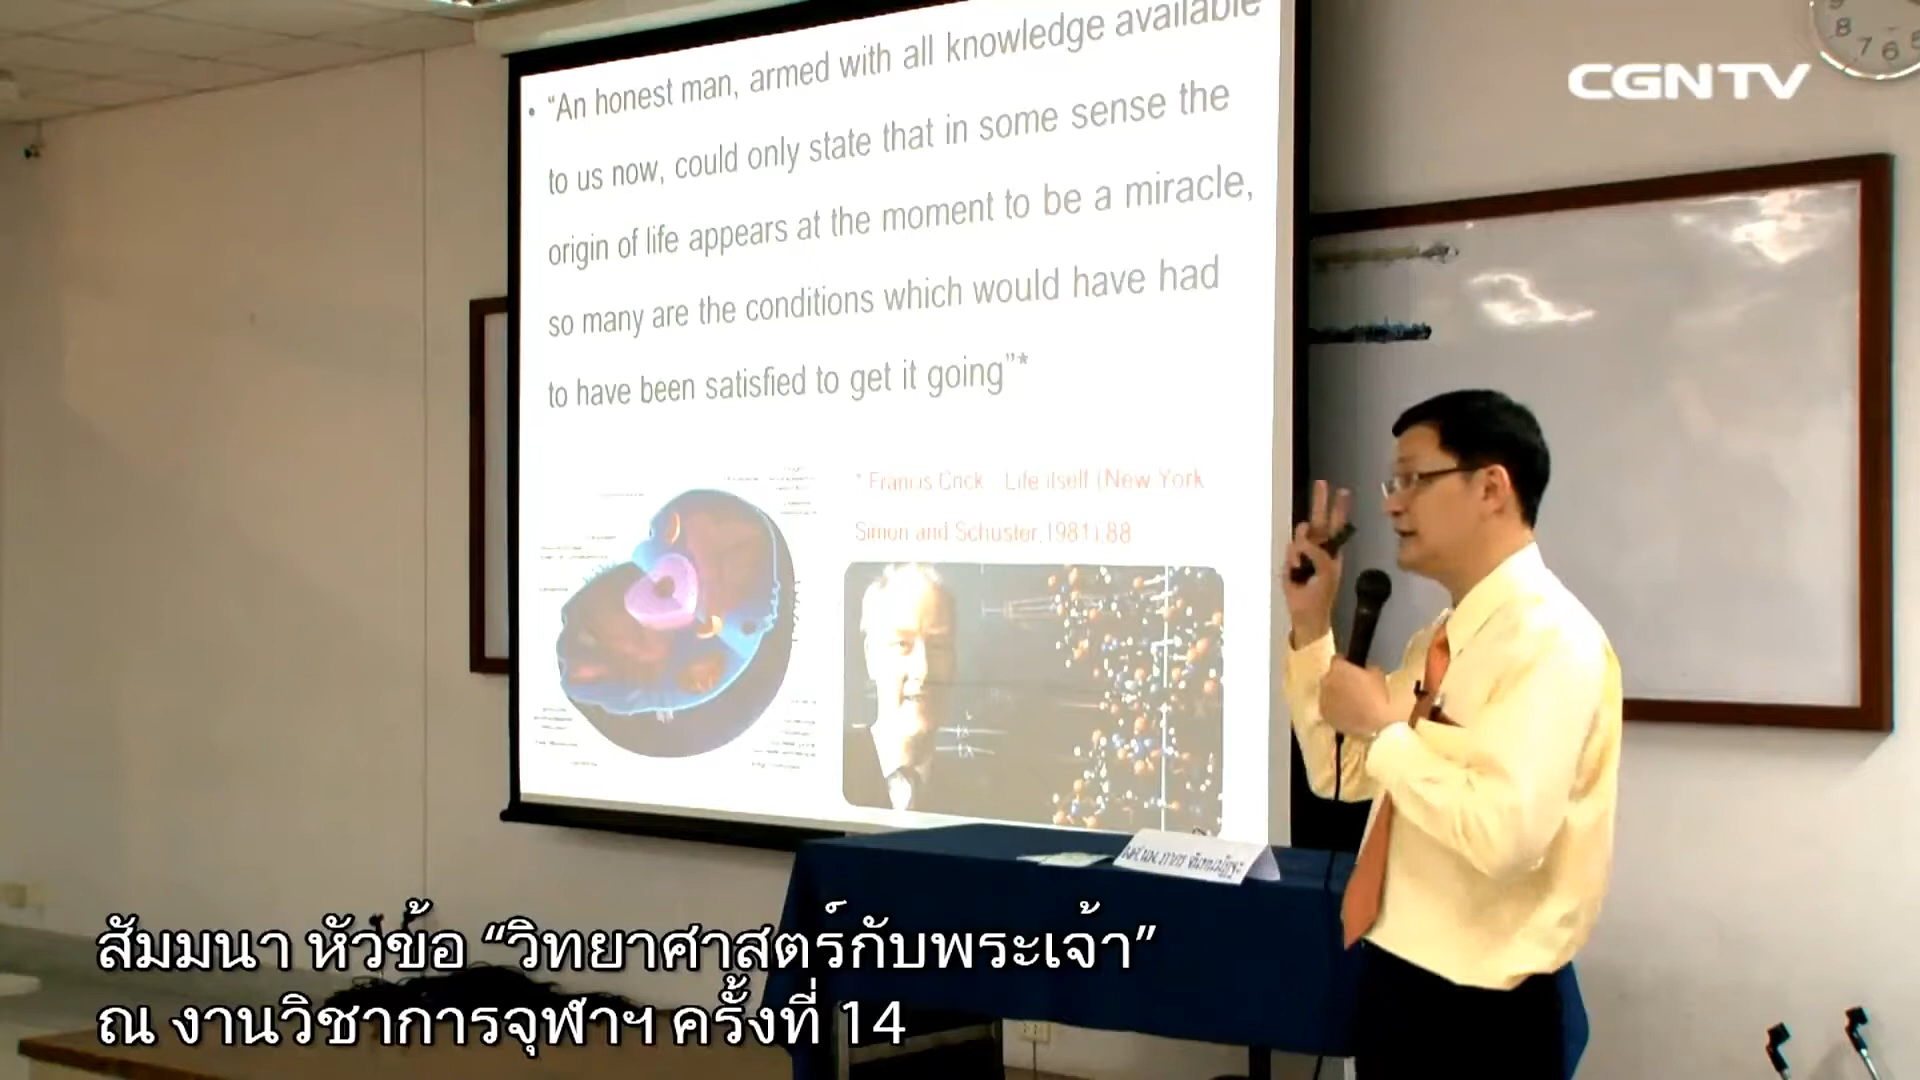 • “An honest man, armed with all knowledge available
to us now, could only state that in some sense the
origin of life appears at the moment to be a miracle,
so many are the conditions which would have had
to have been satisfied to get it going”*
* Francis Crick Life itself (New York
Simon and Schuster,1981),88
CGNTV
8
7 6 5
สัมมนา หัวข้อ “วิทยาศาสตร์กับพระเจ้า”
ณ งานวิชาการจุฬาฯ ครั้งที่ 14